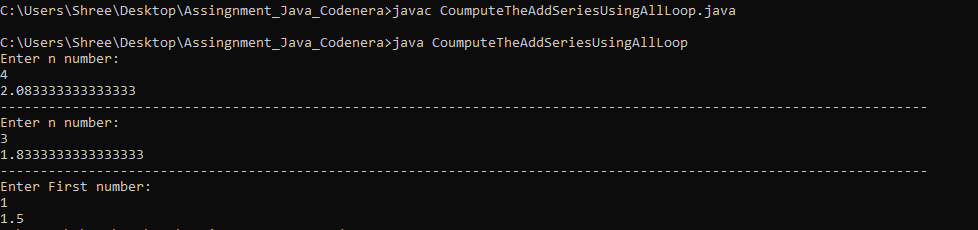 C:\Users\Shree\Desktop\Assingnment_Java_Codenera>javac CoumputeTheAddSeriesUsingAllLoop.java
C:\Users\Shree\Desktop\Assingnment_Java_Codenera>java CoumputeTheAddSeriesUsingAllLoop
Enter n number:
4
2.083333333333333
--------------------------------------------------------------------------------------------------------------------
Enter n number:
3
1.8333333333333333
--------------------------------------------------------------------------------------------------------------------
Enter First number:
1
1.5